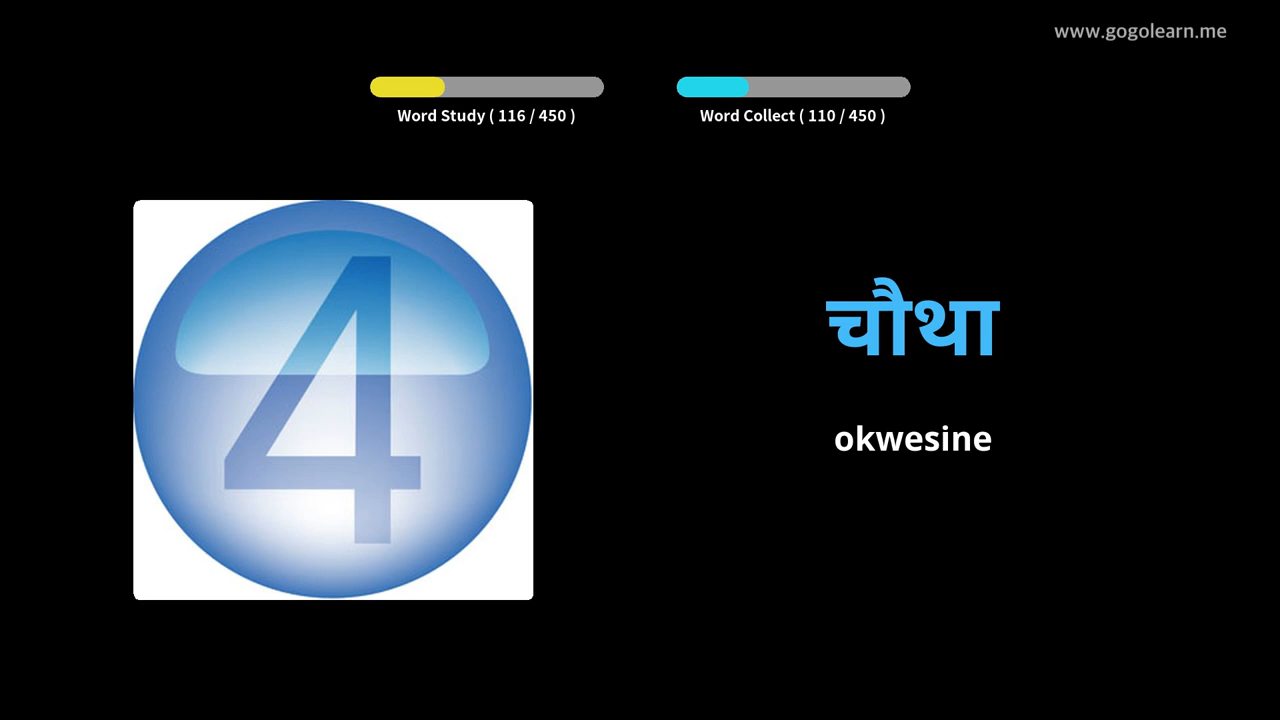 www.gogolearn.me
Word Study ( 116 / 450 )
Word Collect ( 110 / 450 )
4
चौथा
okwesine